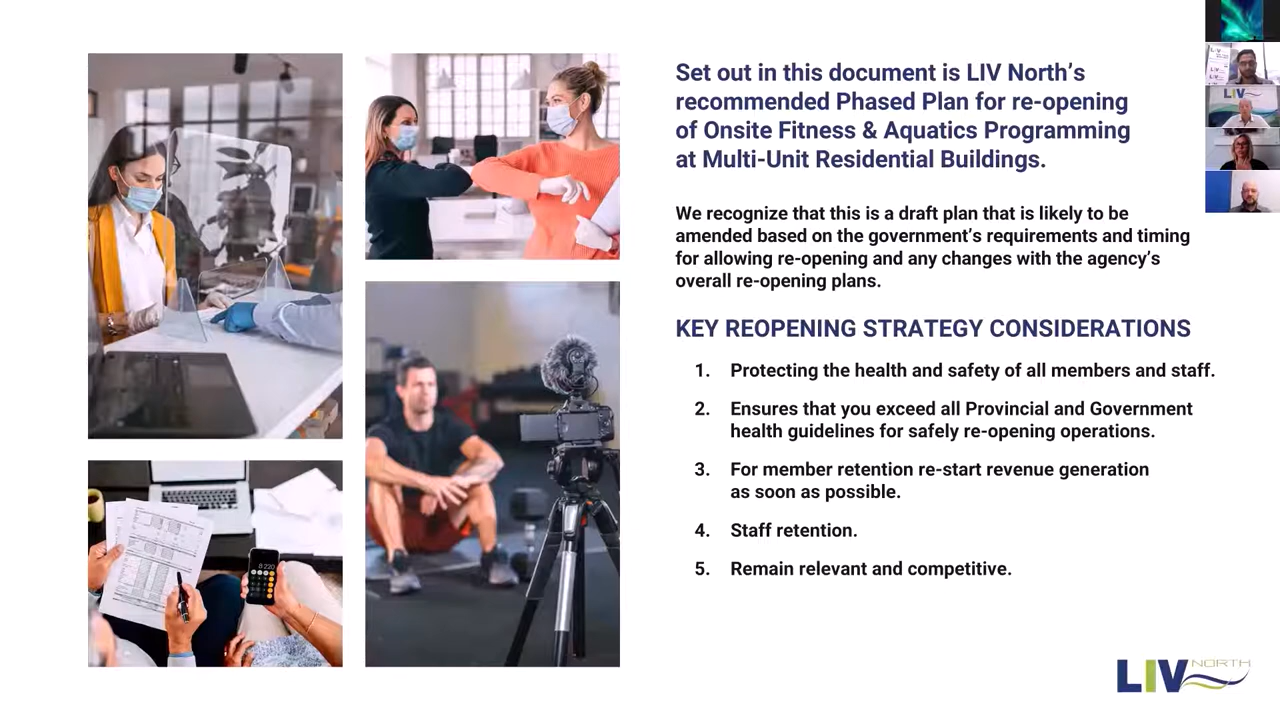 Set out in this document is LIV North's
recommended Phased Plan for re-opening
of Onsite Fitness & Aquatics Programming
at Multi-Unit Residential Buildings.
We recognize that this is a draft plan that is likely to be
amended based on the government's requirements and timing
for allowing re-opening and any changes with the agency's
overall re-opening plans.
KEY REOPENING STRATEGY CONSIDERATIONS
1. Protecting the health and safety of all members and staff.
2. Ensures that you exceed all Provincial and Government
health guidelines for safely re-opening operations.
3. For member retention re-start revenue generation
as soon as possible.
4. Staff retention.
5. Remain relevant and competitive.
LIV NORTH
LIV